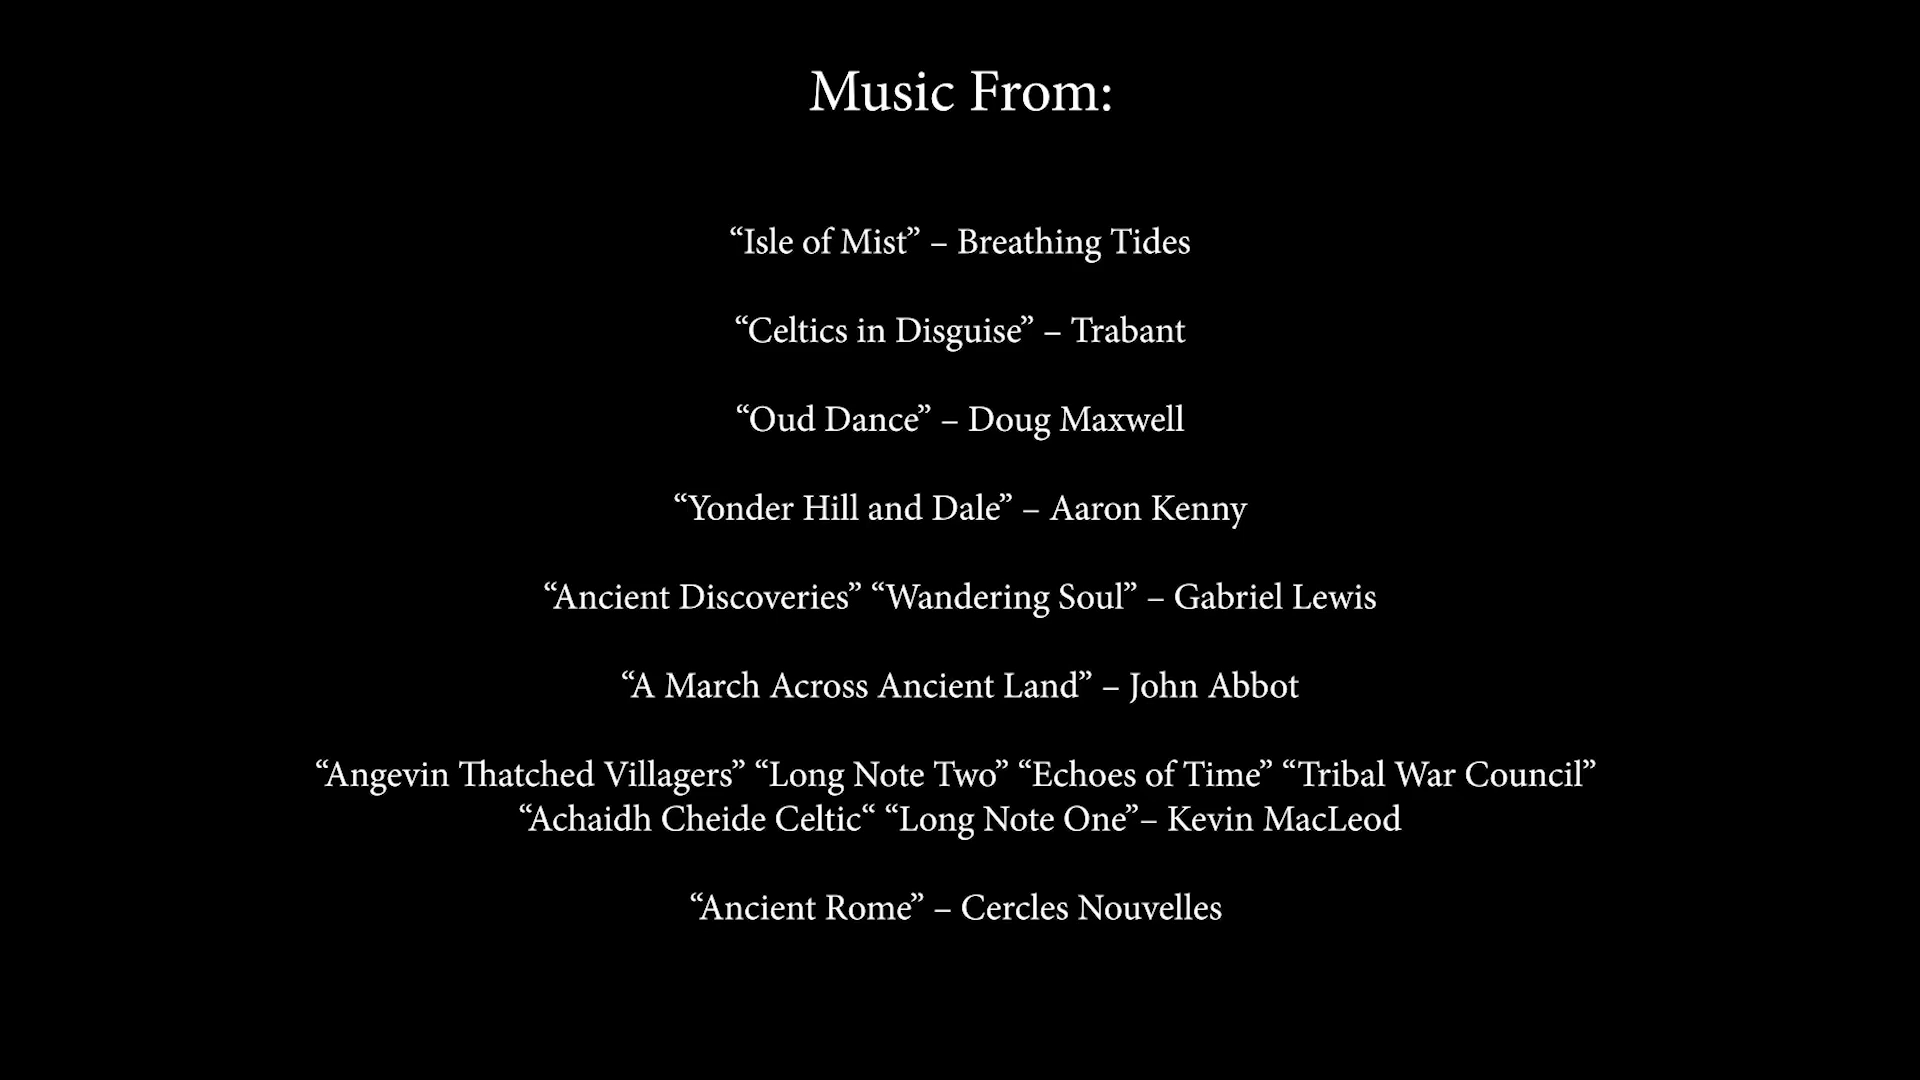 Music From:
“Isle of Mist” – Breathing Tides
“Celtics in Disguise” – Trabant
“Oud Dance” – Doug Maxwell
“Yonder Hill and Dale” – Aaron Kenny
“Ancient Discoveries” “Wandering Soul” – Gabriel Lewis
“A March Across Ancient Land” – John Abbot
“Angevin Thatched Villagers” “Long Note Two” “Echoes of Time” “Tribal War Council”
“Achaidh Cheide Celtic“ “Long Note One”– Kevin MacLeod
“Ancient Rome” – Cercles Nouvelles